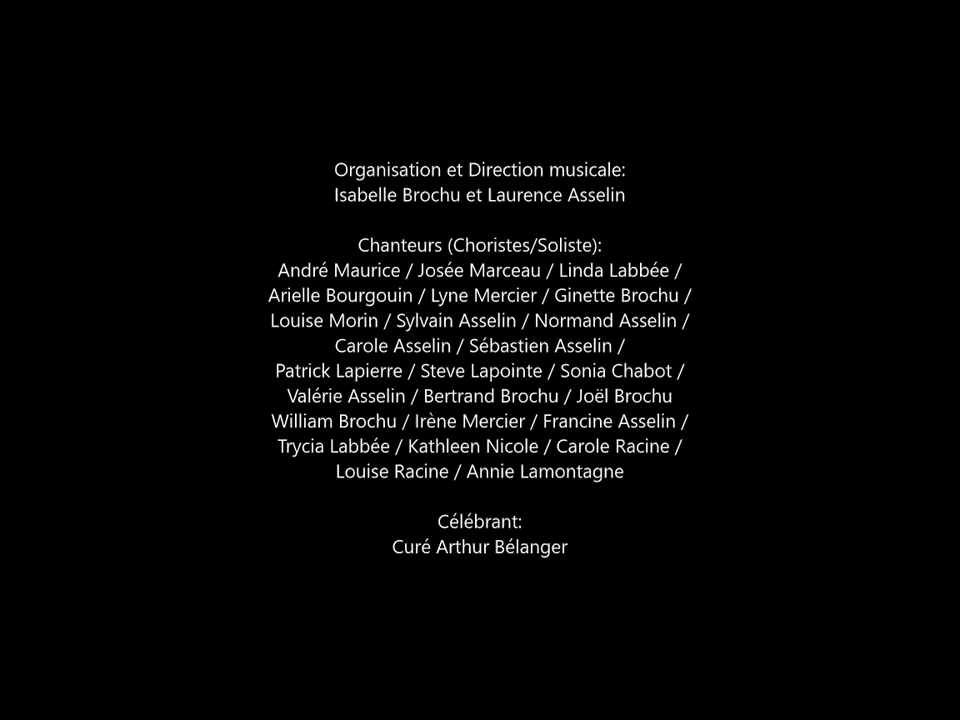 Organisation et Direction musicale:
Isabelle Brochu et Laurence Asselin
Chanteurs (Choristes/Soliste):
André Maurice / Josée Marceau / Linda Labbée /
Arielle Bourgouin / Lyne Mercier / Ginette Brochu /
Louise Morin / Sylvain Asselin / Normand Asselin /
Carole Asselin / Sébastien Asselin /
Patrick Lapierre / Steve Lapointe / Sonia Chabot /
Valérie Asselin / Bertrand Brochu / Joël Brochu
William Brochu / Irène Mercier / Francine Asselin /
Trycia Labbée / Kathleen Nicole / Carole Racine /
Louise Racine / Annie Lamontagne
Célébrant:
Curé Arthur Bélanger